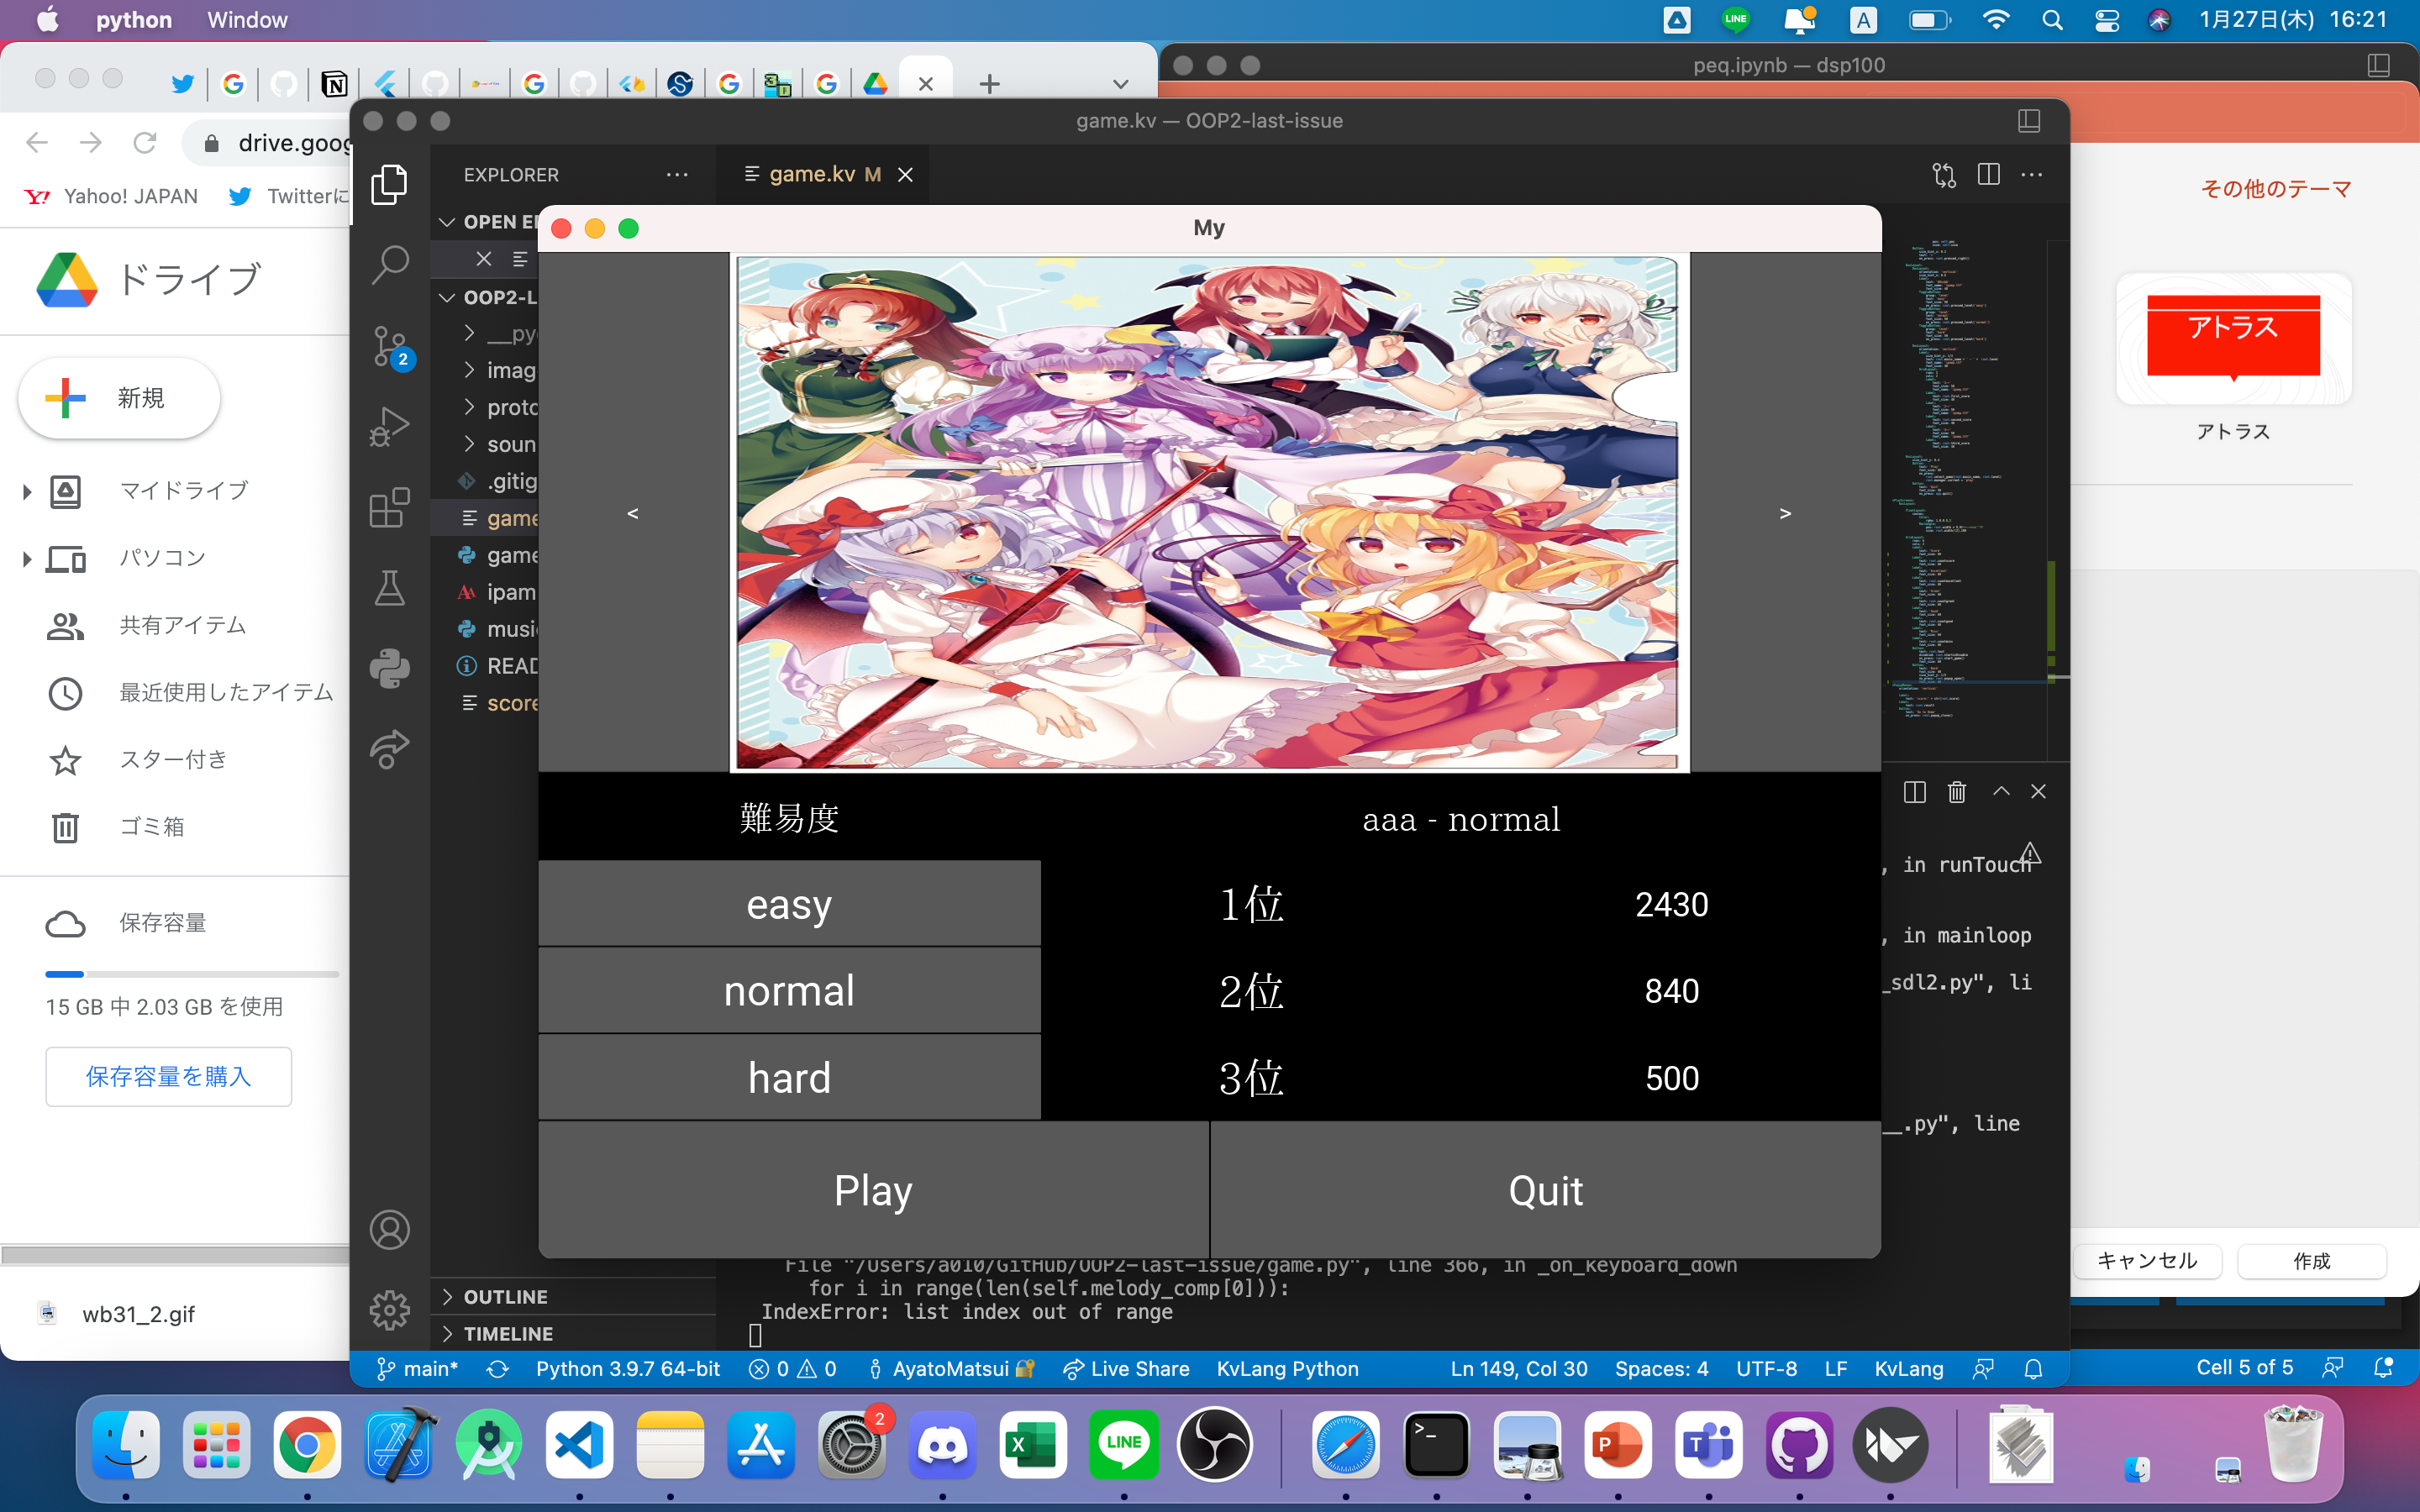 python Window
1月27日(木) 16:21
peq.ipynb — dsp100
game.kv — OOP2-last-issue
drive.goog
Yahoo! JAPAN
Twitterに
EXPLORER
game.kv M
その他のテーマ
OPEN E
My
ドライブ
OOP2-L
アトラス
アトラス
新規
__py
imag
proto
soun
.gitig
game
game
ipam
musi
READ
score
マイドライブ
パソコン
共有アイテム
最近使用したアイテム
スター付き
ゴミ箱
保存容量
15 GB 中 2.03 GB を使用
保存容量を購入
<
>
難易度
aaa - normal
easy
1位
2430
normal
2位
840
hard
3位
500
Play
Quit
, in runTouch
, in mainloop
_sdl2.py", li
__.py", line
File "/Users/a010/GitHub/OOP2-last-issue/game.py", line 366, in _on_keyboard_down
for i in range(len(self.melody_comp[0])):
IndexError: list index out of range
キャンセル
作成
wb31_2.gif
OUTLINE
TIMELINE
main* Python 3.9.7 64-bit 0 0 AyatoMatsui Live Share KvLang Python Ln 149, Col 30 Spaces: 4 UTF-8 LF KvLang
Cell 5 of 5
2
2
LINE
LINE